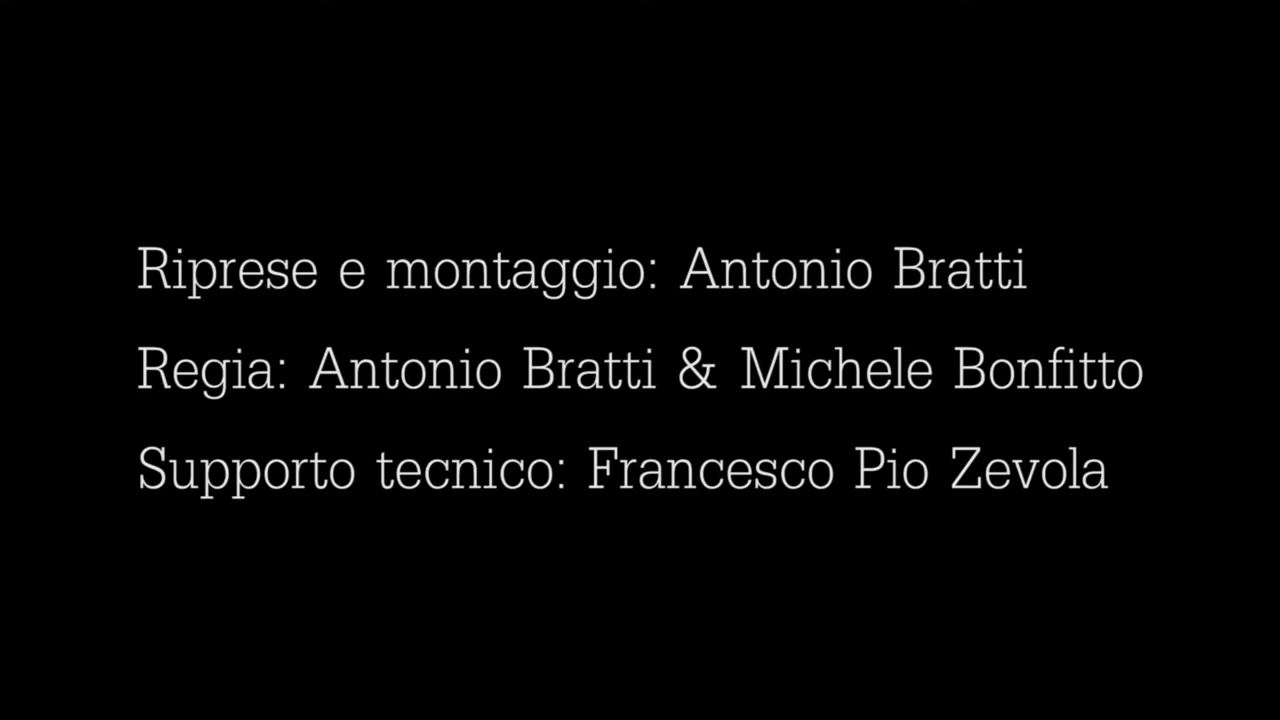 Riprese e montaggio: Antonio Bratti
Regia: Antonio Bratti & Michele Bonfitto
Supporto tecnico: Francesco Pio Zevola